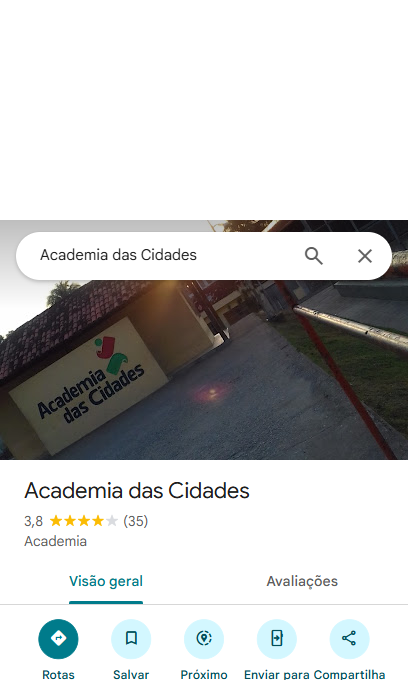 Academia das Cidades
Academia
das Cidades
Academia das Cidades
3,8 (35)
Academia
Visão geral
Avaliações
Rotas
Salvar
Próximo
Enviar para
Compartilha